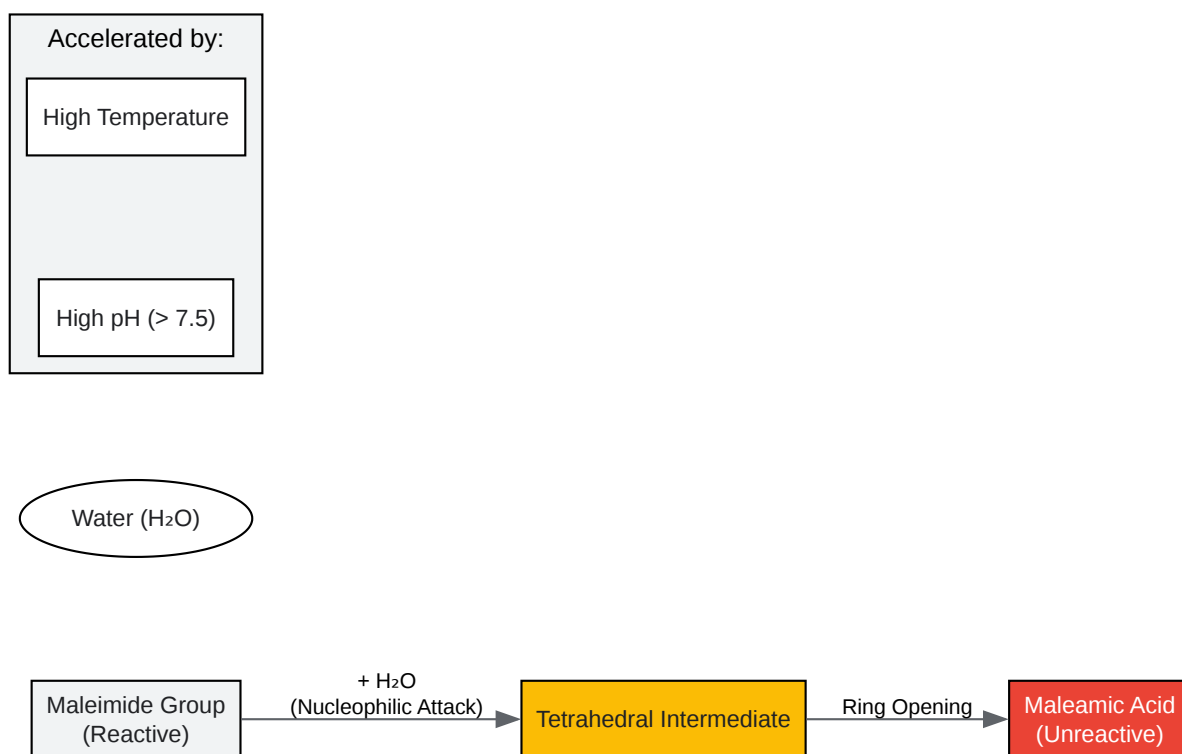 Accelerated by:
High Temperature
High pH (> 7.5)
Water (H₂O)
Maleimide Group
(Reactive)
+ H₂O
(Nucleophilic Attack)
Tetrahedral Intermediate
Ring Opening
Maleamic Acid
(Unreactive)